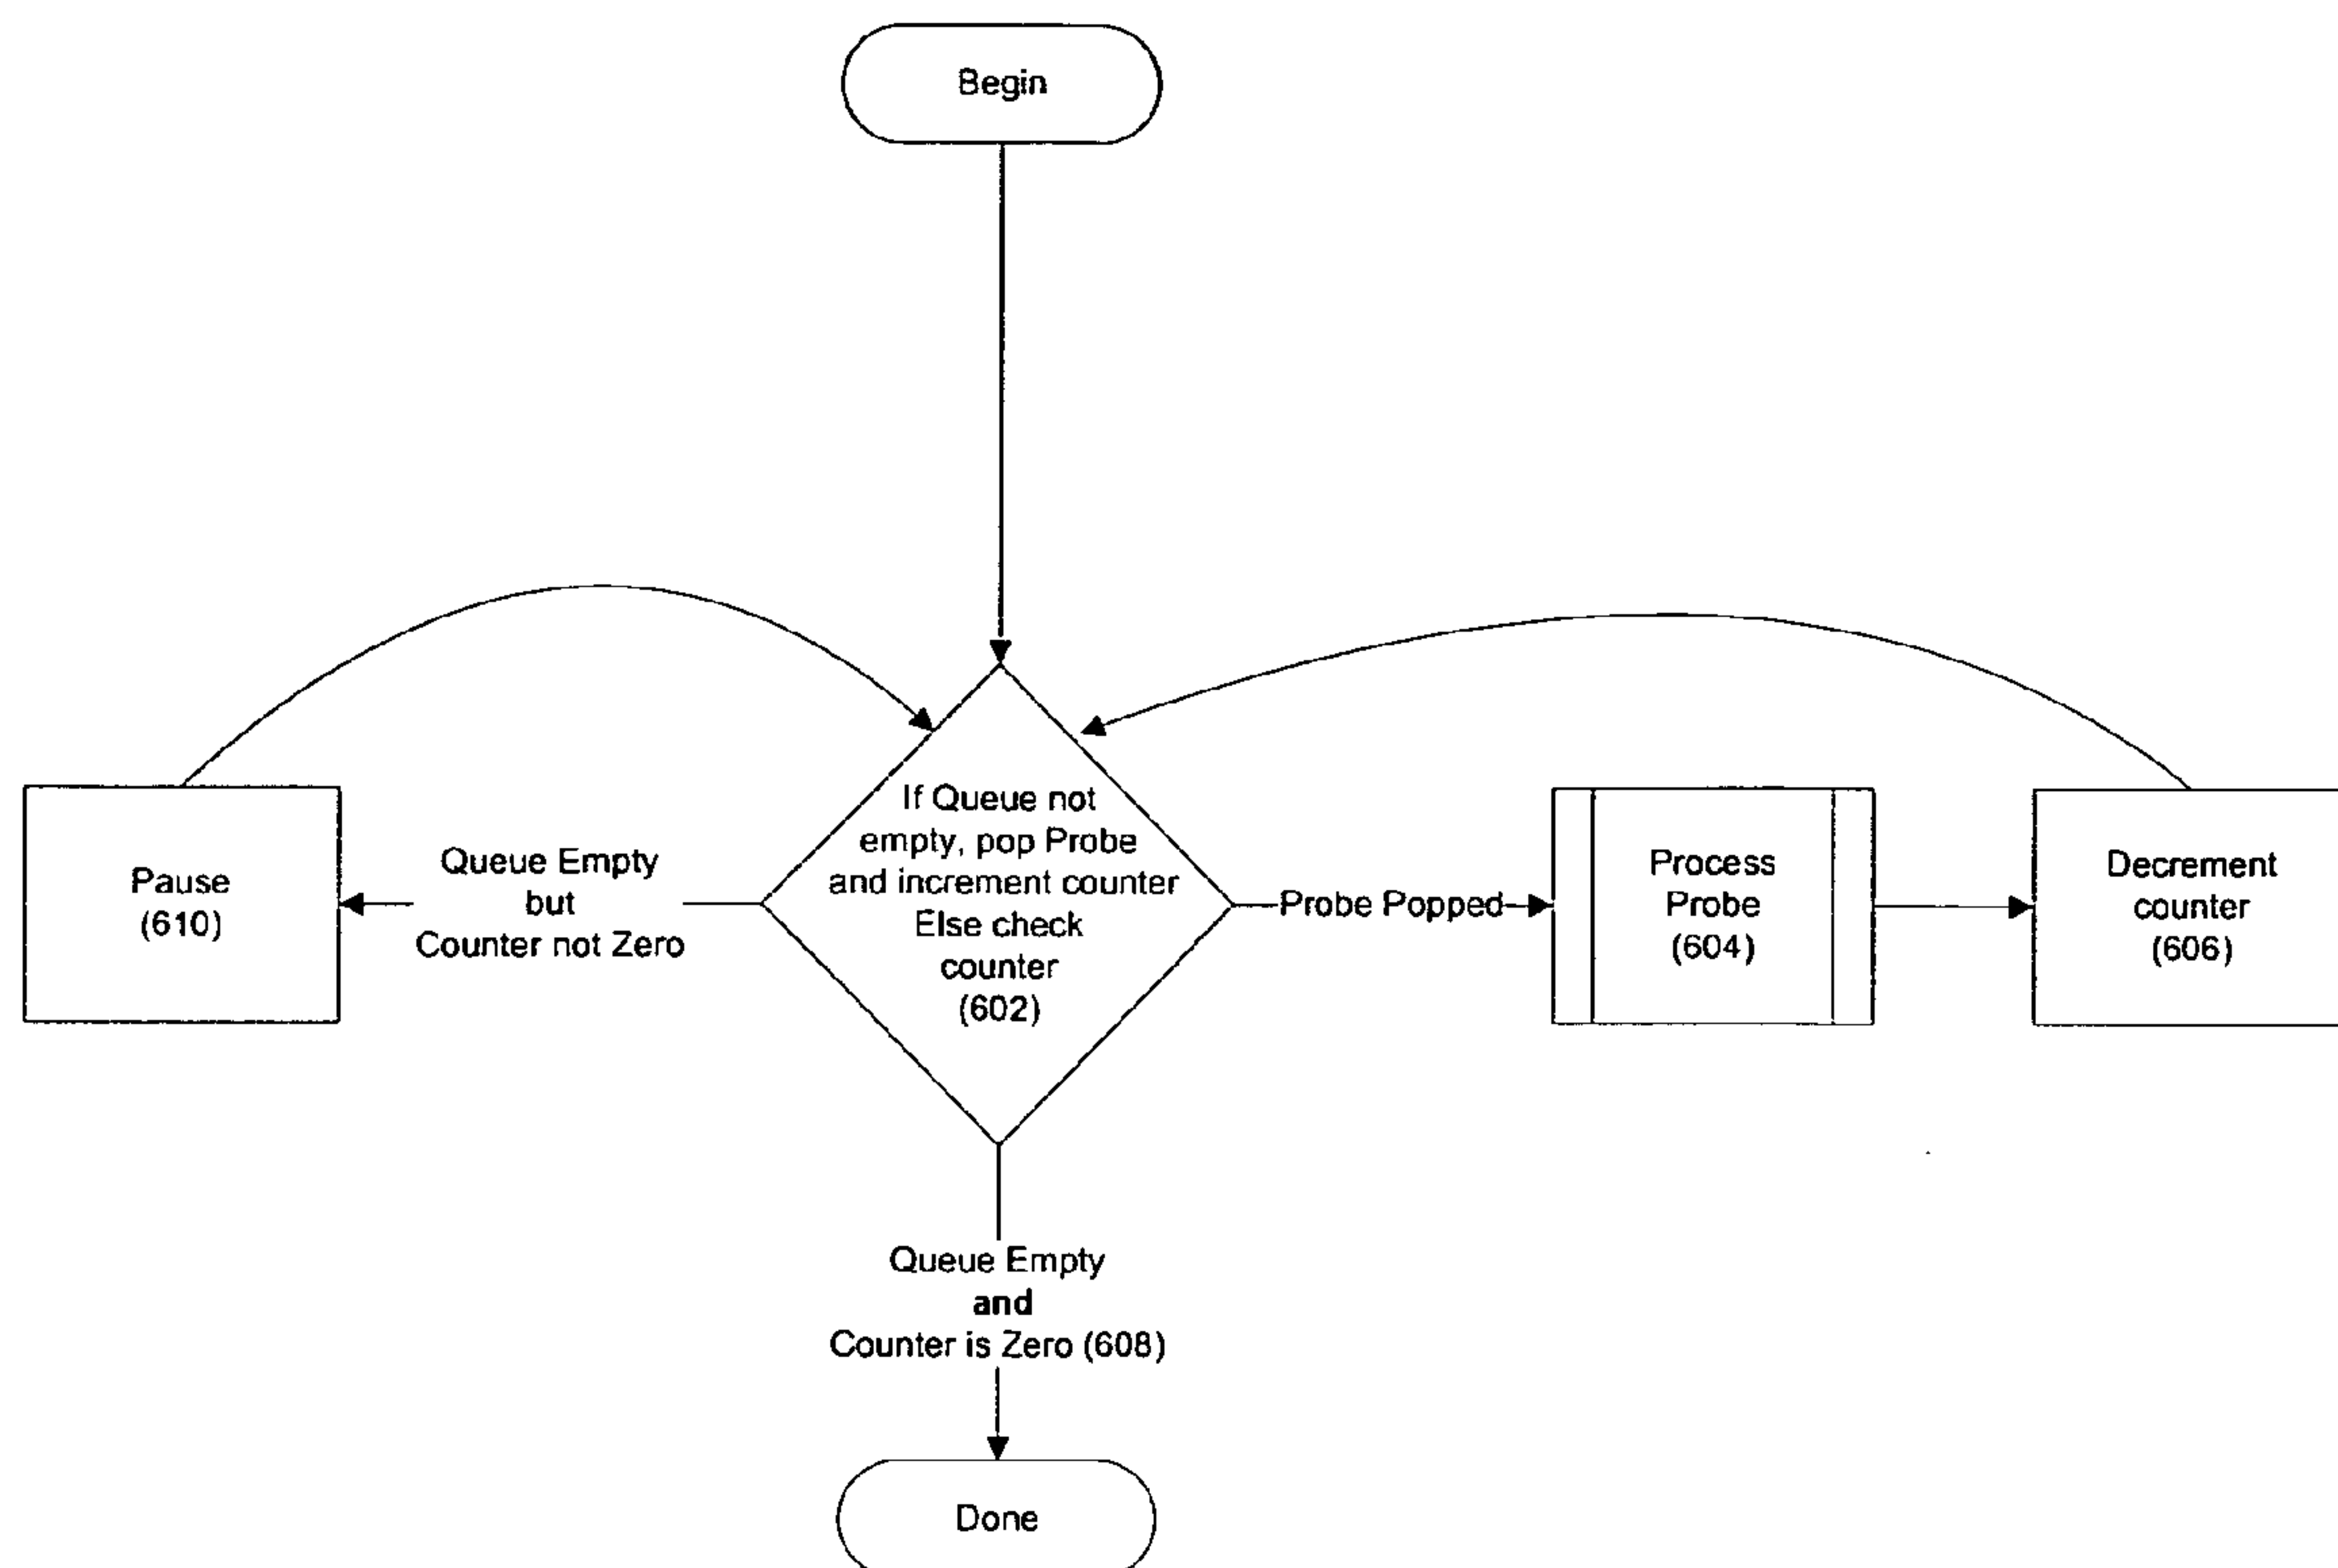 Begin
If Queue not
empty, pop Probe
and increment counter
Else check
counter
(602)
Queue Empty
but
Counter not Zero
Pause
(610)
Probe Popped
Process
Probe
(604)
Decrement
counter
(606)
Queue Empty
and
Counter is Zero (608)
Done